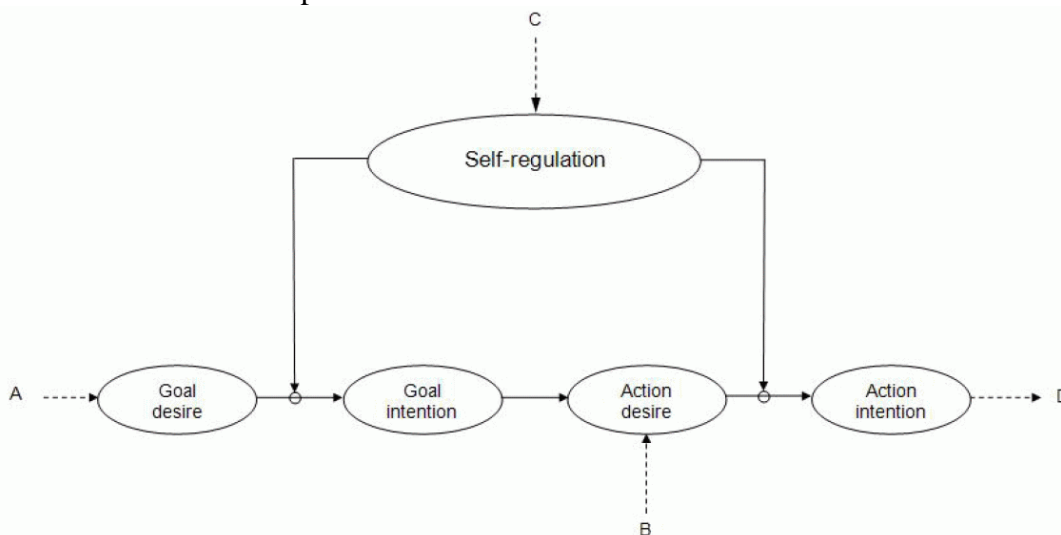 C
Self-regulation
A
Goal
desire
Goal
intention
Action
desire
Action
intention
B